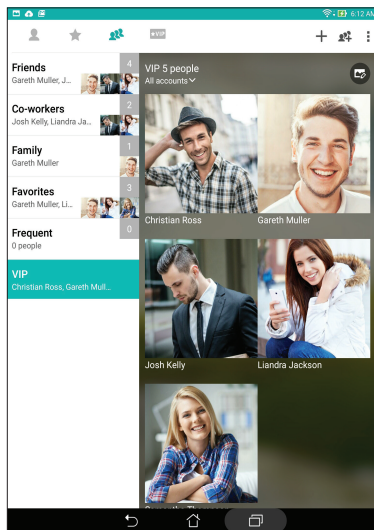 6:12 AM
★VIP
Friends
4
Gareth Muller, J...
Co-workers
2
Josh Kelly, Liandra Ja...
Family
1
Gareth Muller
Favorites
3
Gareth Muller, Li...
Frequent
0
0 people
VIP
Christian Ross, Gareth Mull...
VIP 5 people
All accounts
Christian Ross
Gareth Muller
Josh Kelly
Liandra Jackson